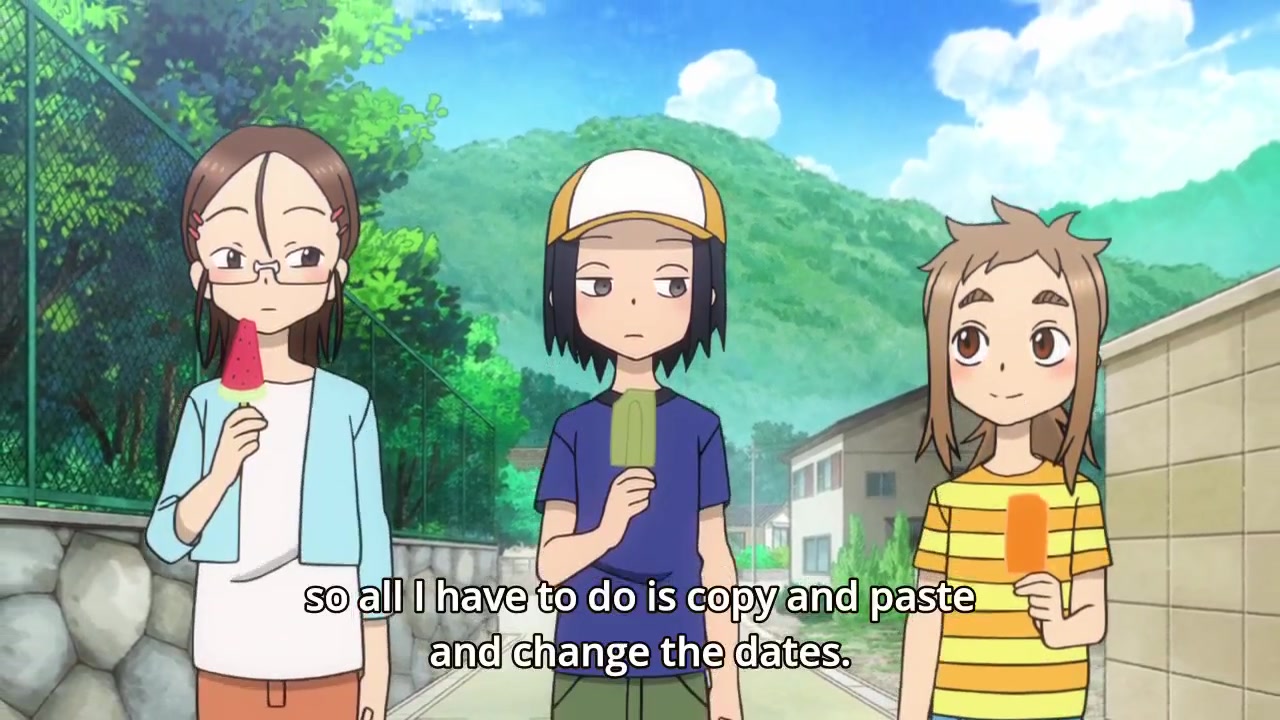 so all I have to do is copy and paste
and change the dates.